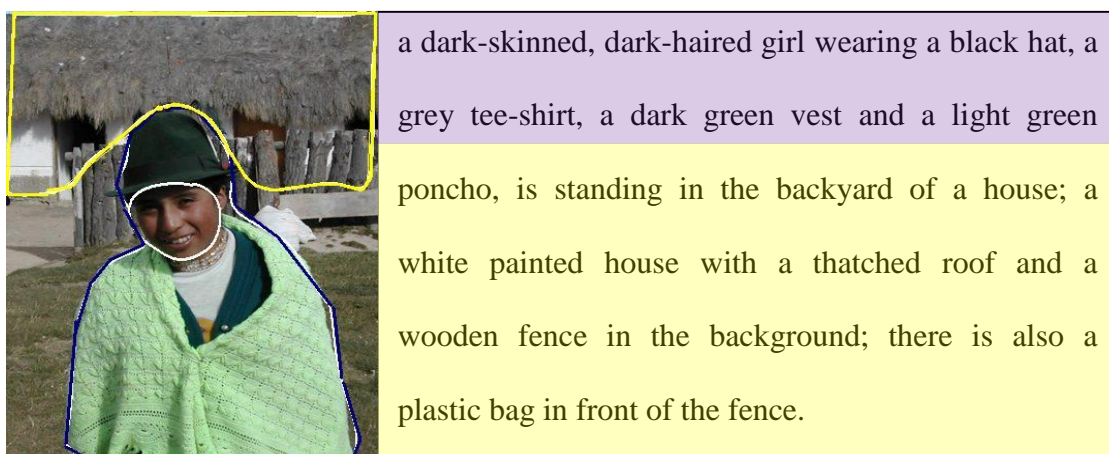 a dark-skinned, dark-haired girl wearing a black hat, a
grey tee-shirt, a dark green vest and a light green
poncho, is standing in the backyard of a house; a
white painted house with a thatched roof and a
wooden fence in the background; there is also a
plastic bag in front of the fence.